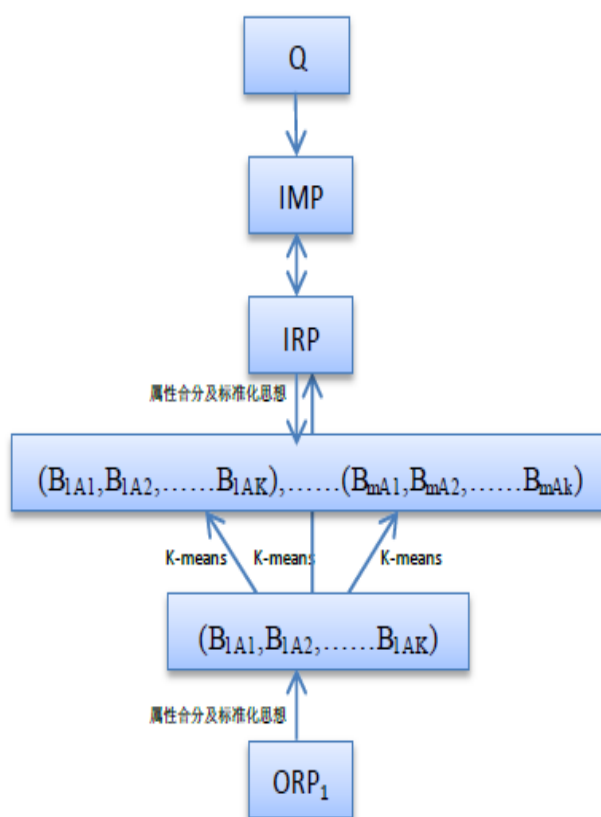 Q
IMP
IRP
属性合分及标准化思想
(B1A1,B1A2,……B1AK),……(BmA1,BmA2,……BmAk)
K-means K-means K-means
(B1A1,B1A2,……B1AK)
属性合分及标准化思想
ORP1